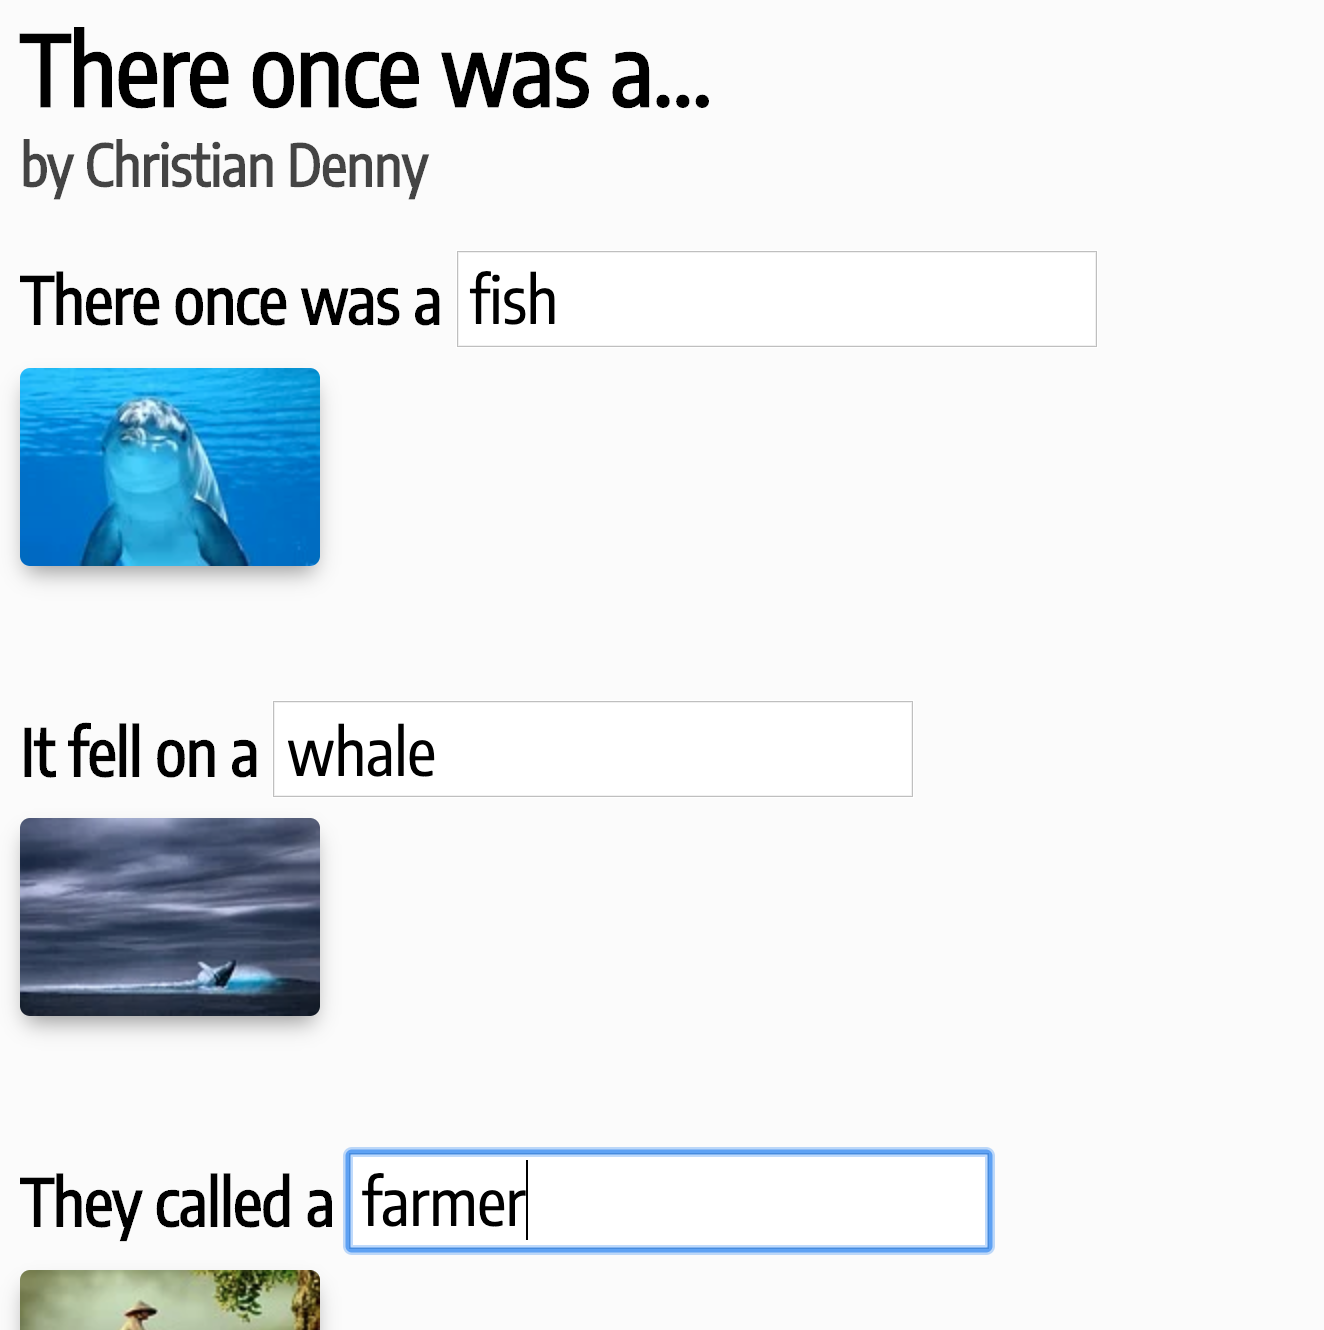 There once was a...
by Christian Denny
There once was a fish
It fell on a whale
They called a farmer